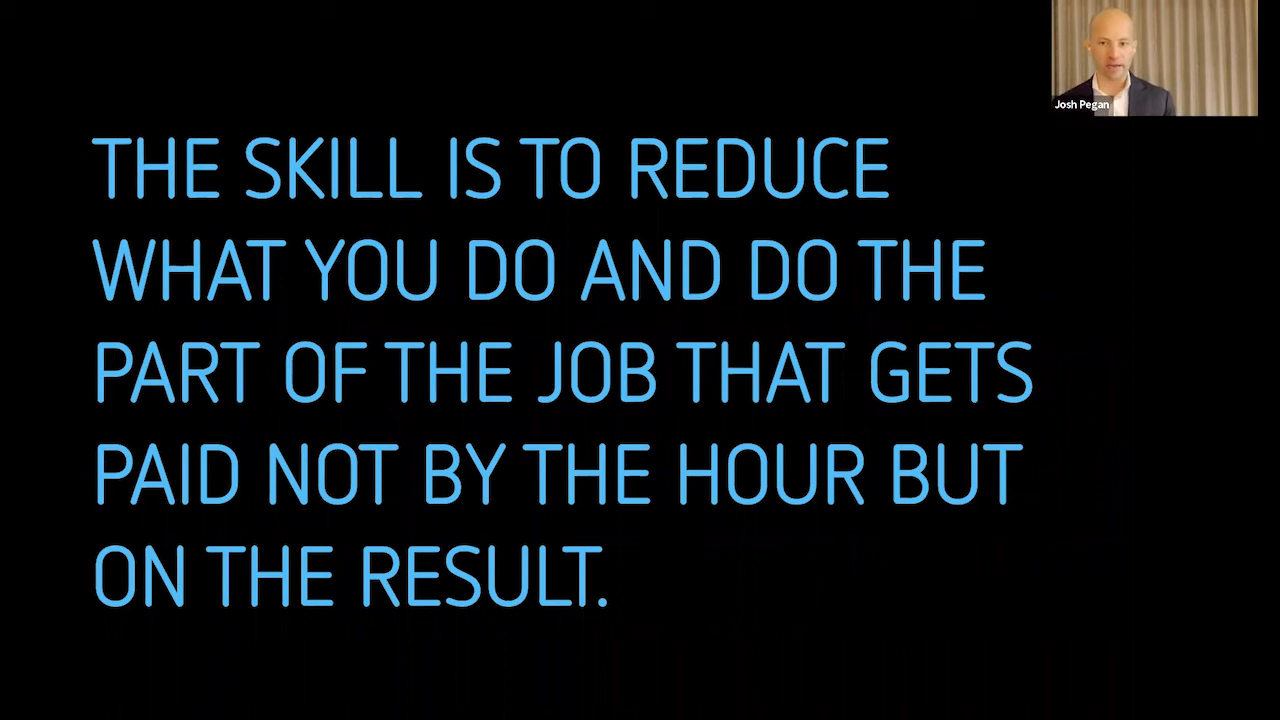 Josh Pegan
THE SKILL IS TO REDUCE
WHAT YOU DO AND DO THE
PART OF THE JOB THAT GETS
PAID NOT BY THE HOUR BUT
ON THE RESULT.